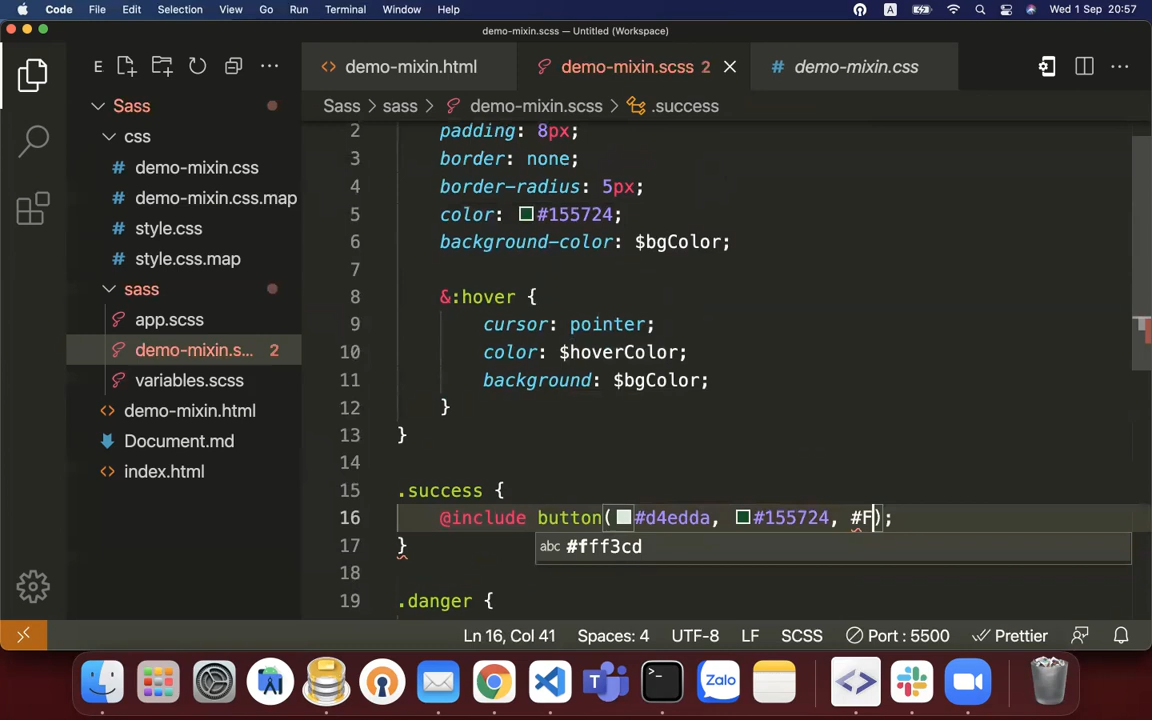 Code File Edit Selection View Go Run Terminal Window Help A Wed 1 Sep 20:57
demo-mixin.scss — Untitled (Workspace)
E demo-mixin.html demo-mixin.scss 2 demo-mixin.css
Sass > sass > demo-mixin.scss > .success
Sass
css
demo-mixin.css
demo-mixin.css.map
style.css
style.css.map
sass
app.scss
demo-mixin.s... 2
variables.scss
demo-mixin.html
Document.md
index.html
2 padding: 8px;
3 border: none;
4 border-radius: 5px;
5 color: #155724;
6 background-color: $bgColor;
7
8 &:hover {
9 cursor: pointer;
10 color: $hoverColor;
11 background: $bgColor;
12 }
13 }
14
15 .success {
16 @include button(#d4edda, #155724, #F);
abc #fff3cd
17 }
18
19 .danger {
Ln 16, Col 41 Spaces: 4 UTF-8 LF SCSS Port : 5500 Prettier
Zalo